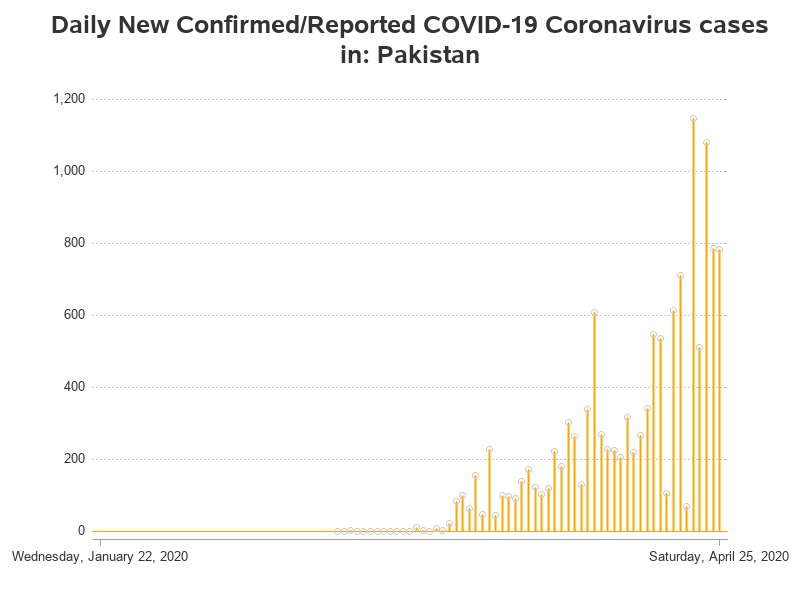 Daily New Confirmed/Reported COVID-19 Coronavirus cases
in: Pakistan
1,200
1,000
800
600
400
200
0
Wednesday, January 22, 2020
Saturday, April 25, 2020